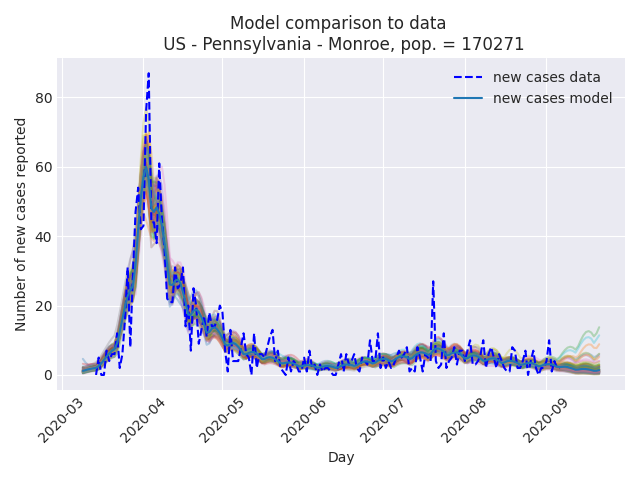 Model comparison to data
US - Pennsylvania - Monroe, pop. = 170271
new cases data
new cases model
Number of new cases reported
80
60
40
20
0
2020-03
2020-04
2020-05
2020-06
2020-07
2020-08
2020-09
Day